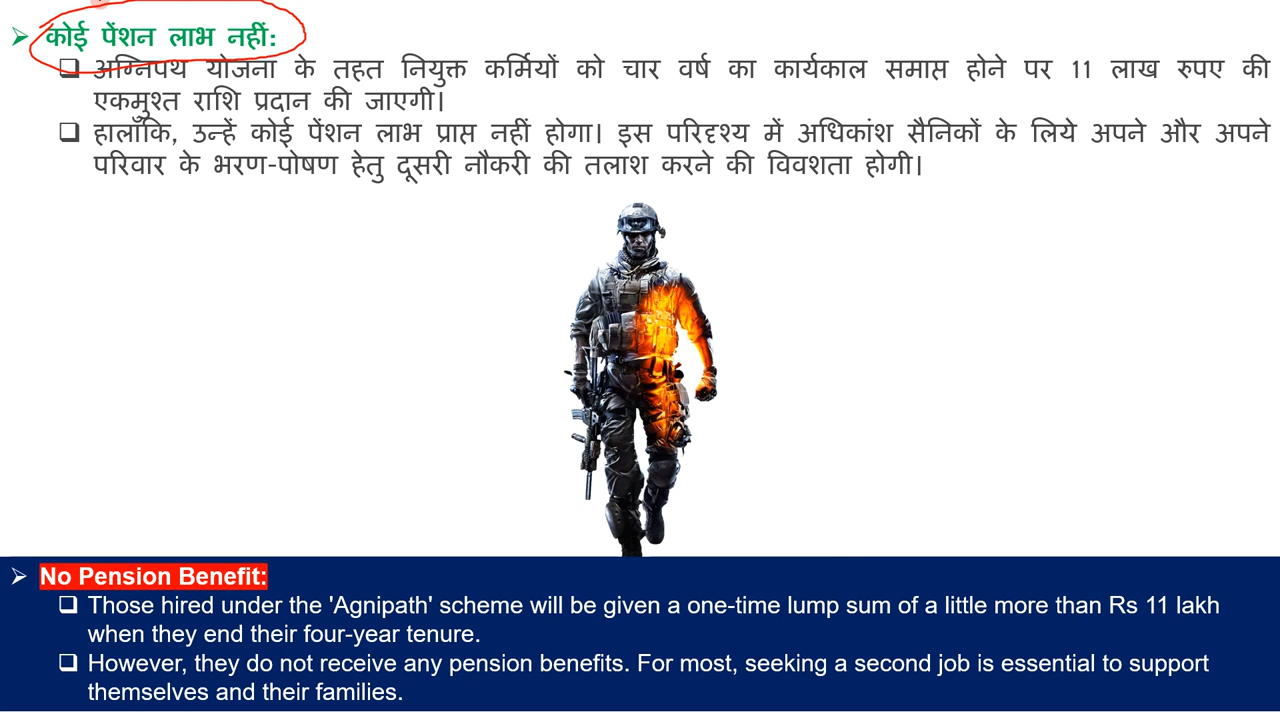 ➢ कोई पेंशन लाभ नहीं:
❑ अग्निपथ योजना के तहत नियुक्त कर्मियों को चार वर्ष का कार्यकाल समाप्त होने पर 11 लाख रुपए की
एकमुश्त राशि प्रदान की जाएगी।
❑ हालाँकि, उन्हें कोई पेंशन लाभ प्राप्त नहीं होगा। इस परिदृश्य में अधिकांश सैनिकों के लिये अपने और अपने
परिवार के भरण-पोषण हेतु दूसरी नौकरी की तलाश करने की विवशता होगी।
➢ No Pension Benefit:
❑ Those hired under the 'Agnipath' scheme will be given a one-time lump sum of a little more than Rs 11 lakh
when they end their four-year tenure.
❑ However, they do not receive any pension benefits. For most, seeking a second job is essential to support
themselves and their families.